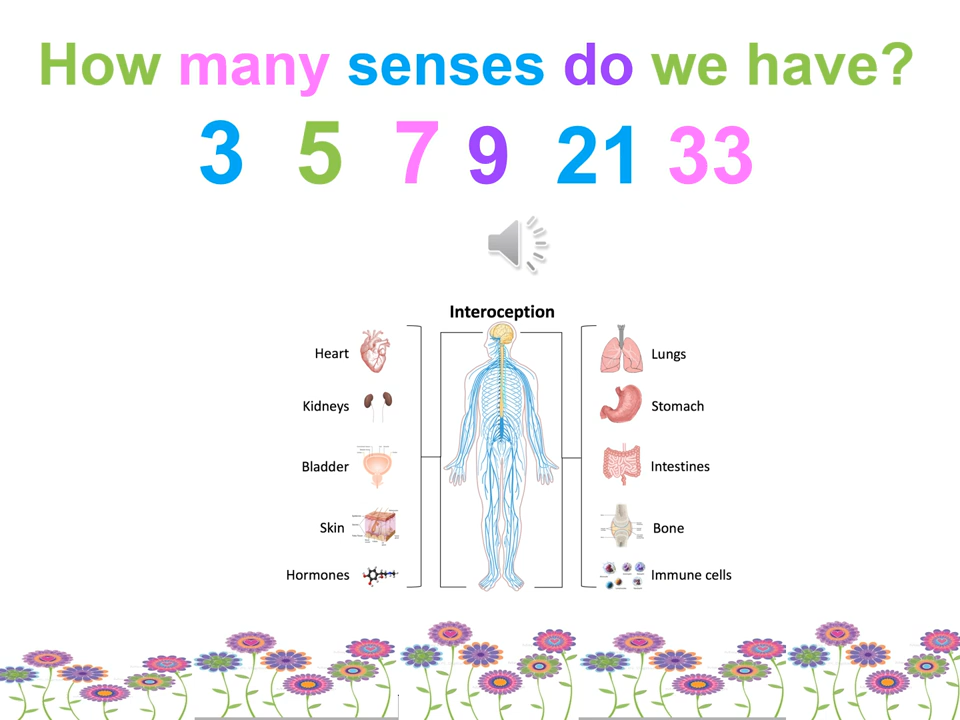 How many senses do we have?
3 5 7 9 21 33
Interoception
Heart
Lungs
Kidneys
Stomach
Bladder
Intestines
Skin
Bone
Hormones
Immune cells